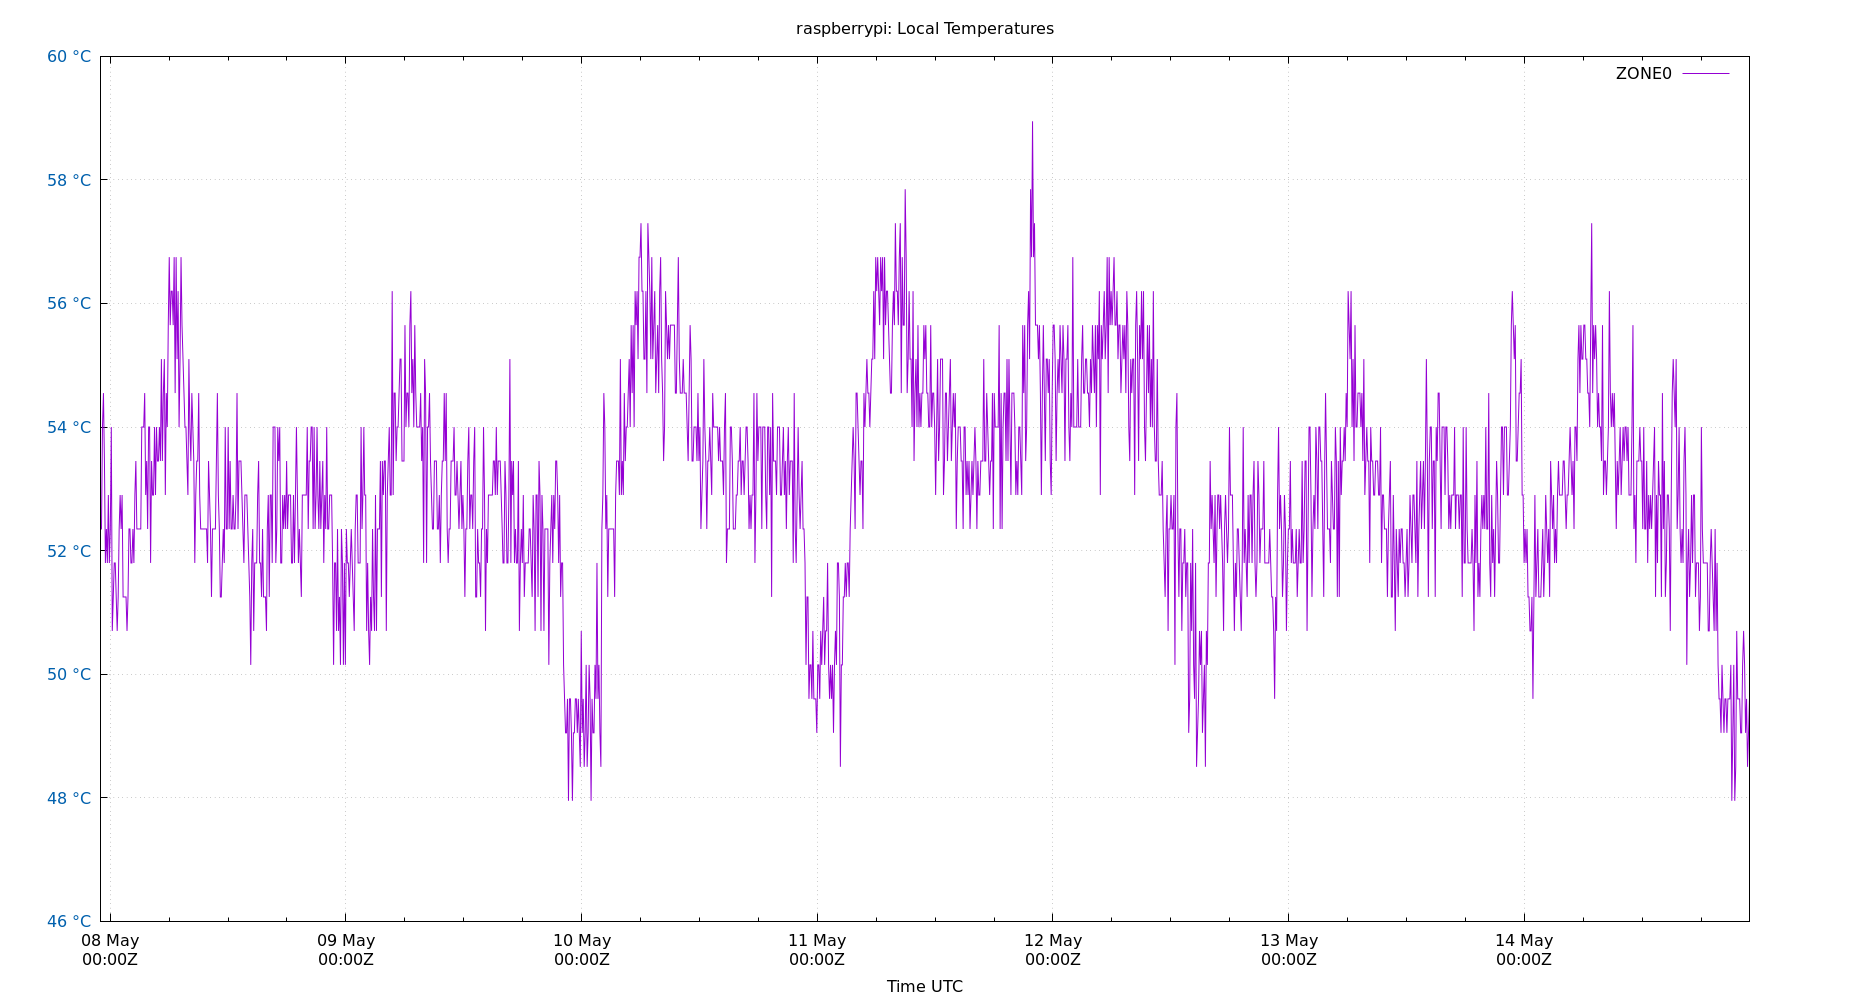 raspberrypi: Local Temperatures
60 °C
ZONE0
58 °C
56 °C
54 °C
52 °C
50 °C
48 °C
46 °C
08 May 09 May 10 May 11 May 12 May 13 May 14 May
00:00Z 00:00Z 00:00Z 00:00Z 00:00Z 00:00Z 00:00Z
Time UTC